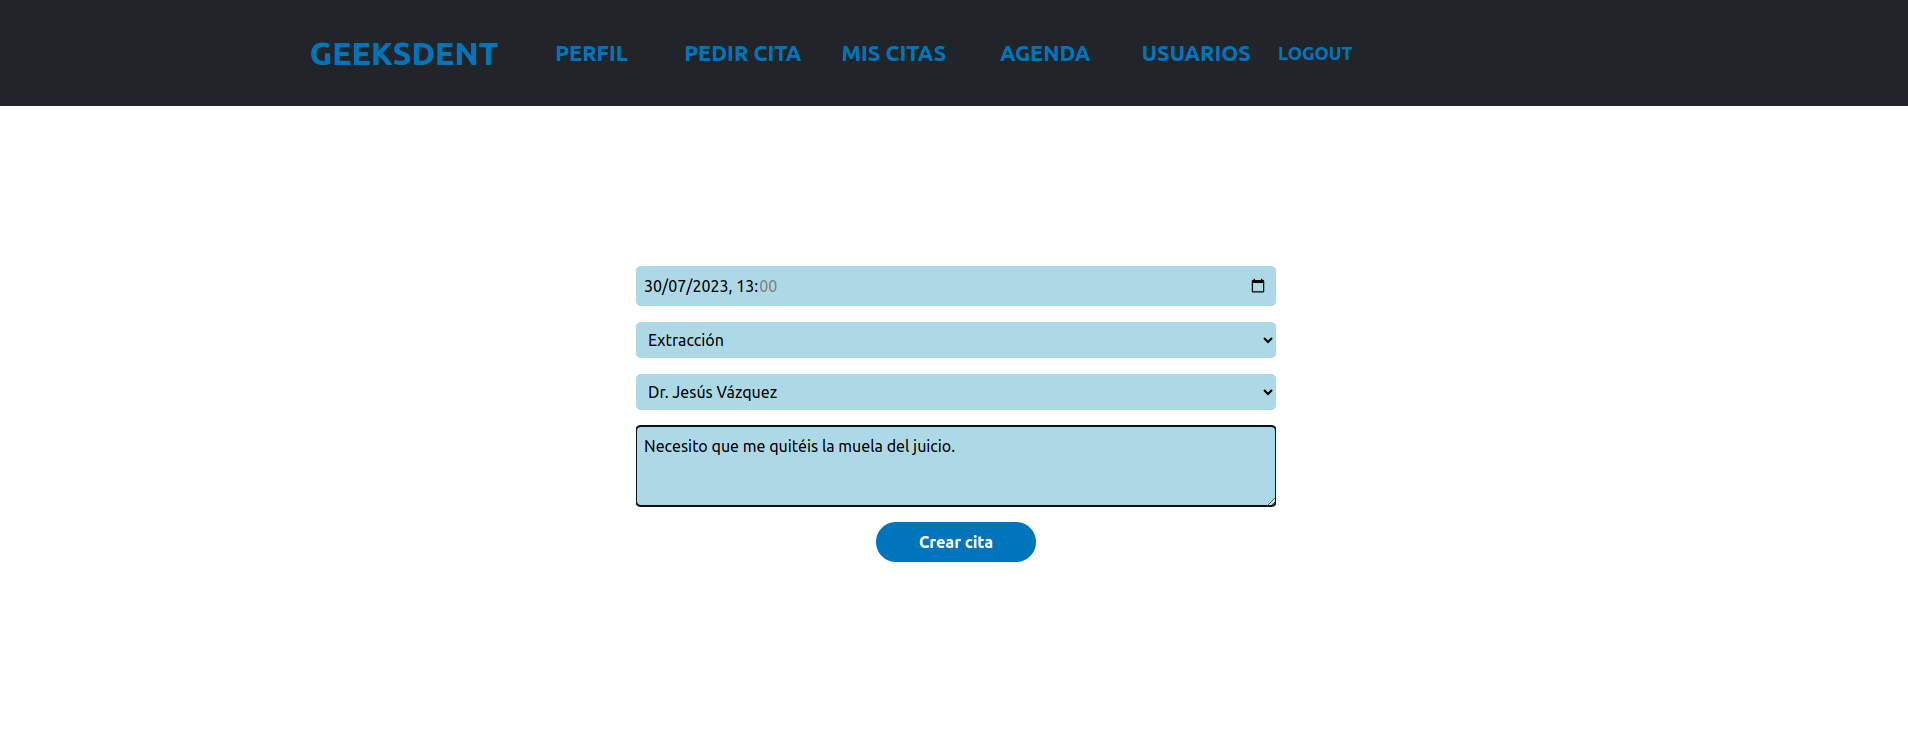 GEEKSDENT PERFIL PEDIR CITA MIS CITAS AGENDA USUARIOS LOGOUT
30/07/2023, 13:00
Extracción
Dr. Jesús Vázquez
Necesito que me quitéis la muela del juicio.
Crear cita